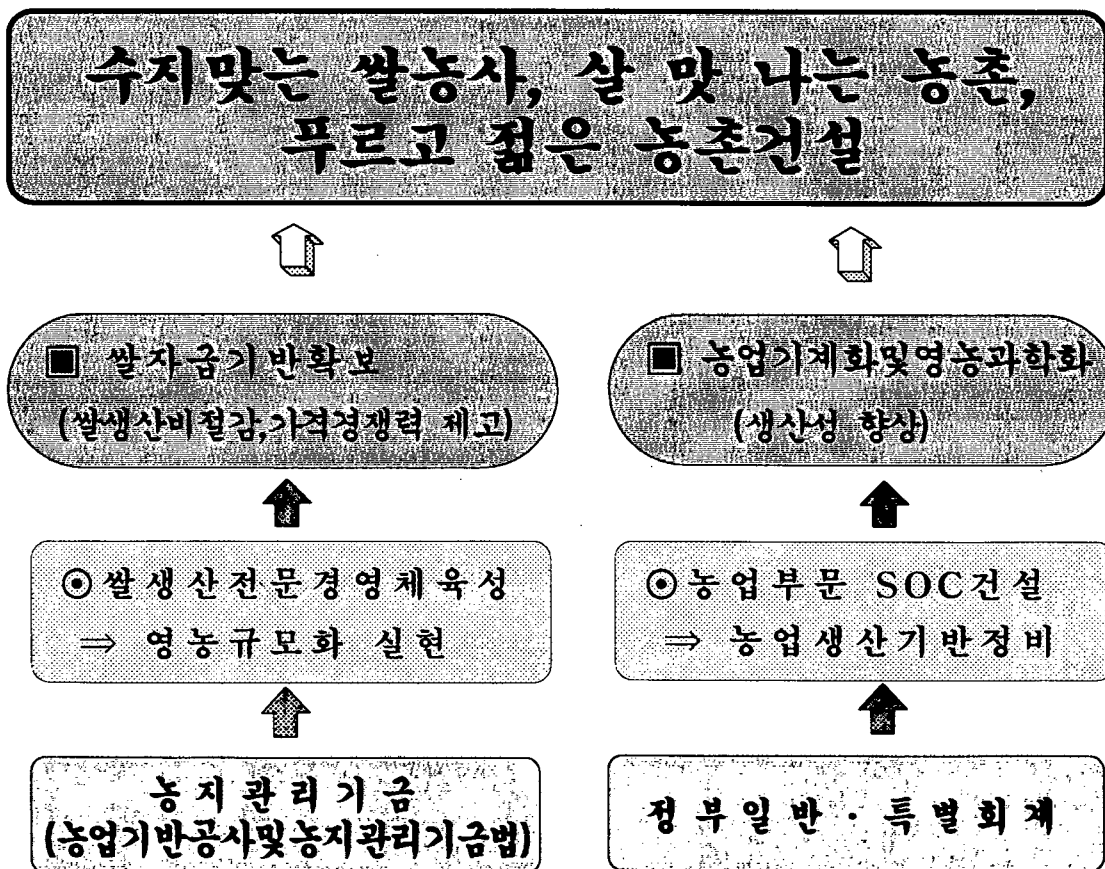 수지맞는 쌀농사, 살 맛 나는 농촌,
푸르고 젊은 농촌건설
▣ 쌀자급기반확보
(쌀생산비절감,가격경쟁력 제고)
▣ 농업기계화및영농과학화
(생산성 향상)
⊙쌀생산전문경영체육성
⇒ 영농규모화 실현
⊙농업부문 SOC건설
⇒ 농업생산기반정비
농지관리기금
(농업기반공사및농지관리기금법)
정부일반·특별회계